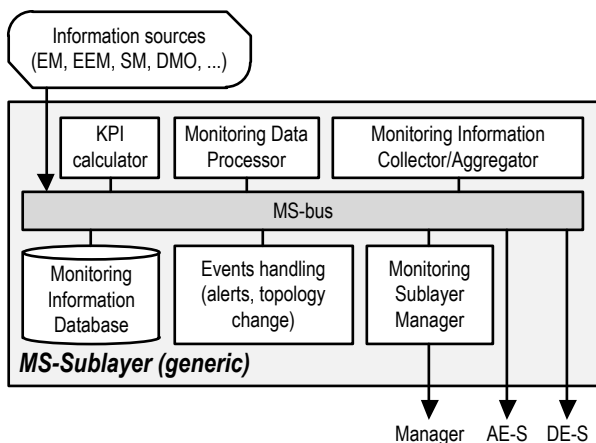 Information sources
(EM, EEM, SM, DMO, ...)
KPI
calculator
Monitoring Data
Processor
Monitoring Information
Collector/Aggregator
MS-bus
Monitoring
Information
Database
Events handling
(alerts, topology
change)
Monitoring
Sublayer
Manager
MS-Sublayer (generic)
Manager
AE-S
DE-S